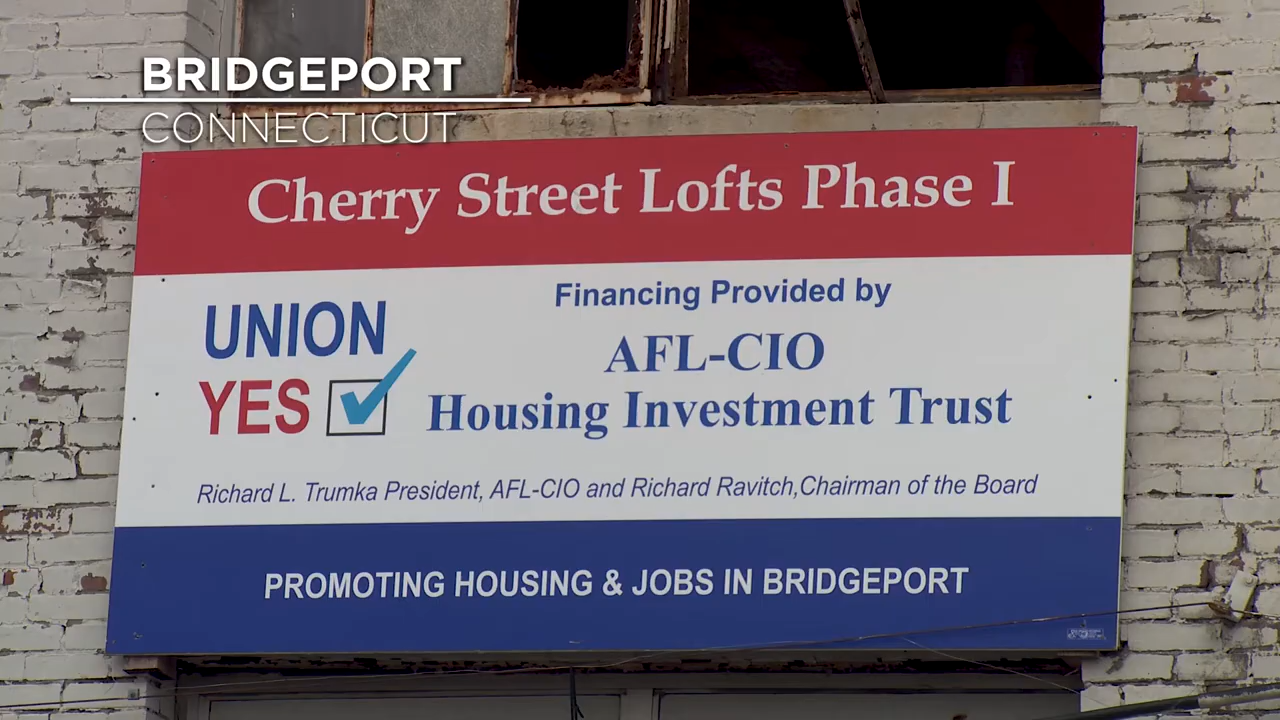 BRIDGEPORT
CONNECTICUT
Cherry Street Lofts Phase I
UNION
YES
Financing Provided by
AFL-CIO
Housing Investment Trust
Richard L. Trumka President, AFL-CIO and Richard Ravitch,Chairman of the Board
PROMOTING HOUSING & JOBS IN BRIDGEPORT